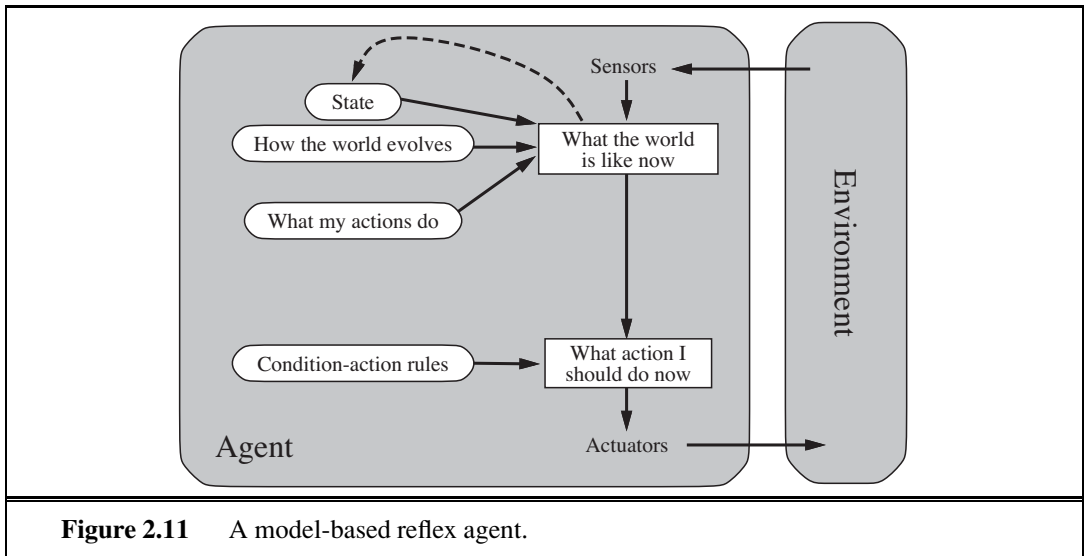 Sensors
State
How the world evolves
What the world
is like now
What my actions do
Environment
Condition-action rules
What action I
should do now
Agent
Actuators
Figure 2.11 A model-based reflex agent.